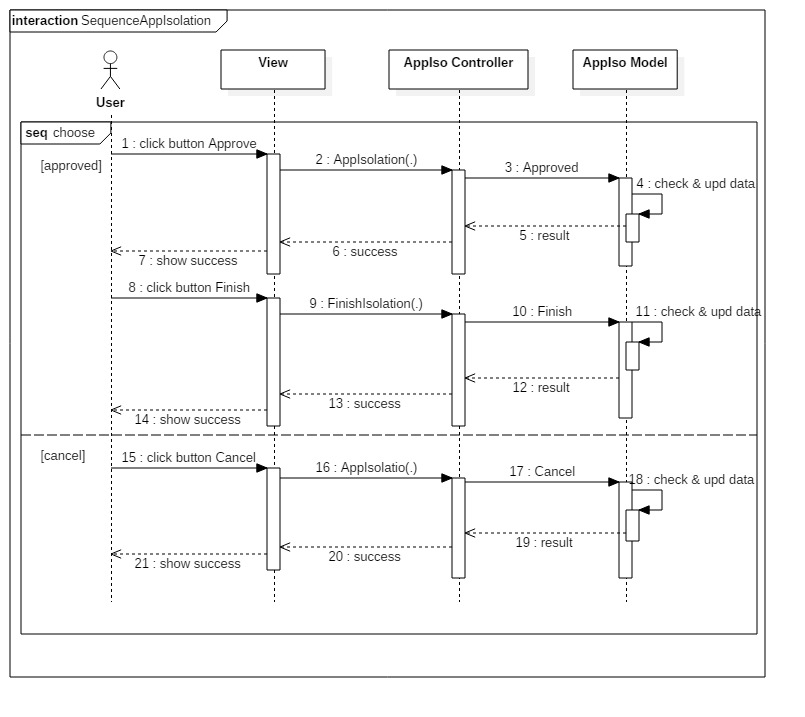 interaction SequenceAppIsolation
User
View
AppIso Controller
AppIso Model
seq choose
[approved]
1 : click button Approve
2 : AppIsolation(.)
3 : Approved
4 : check & upd data
5 : result
6 : success
7 : show success
8 : click button Finish
9 : FinishIsolation(.)
10 : Finish
11 : check & upd data
12 : result
13 : success
14 : show success
[cancel]
15 : click button Cancel
16 : AppIsolatio(.)
17 : Cancel
18 : check & upd data
19 : result
20 : success
21 : show success